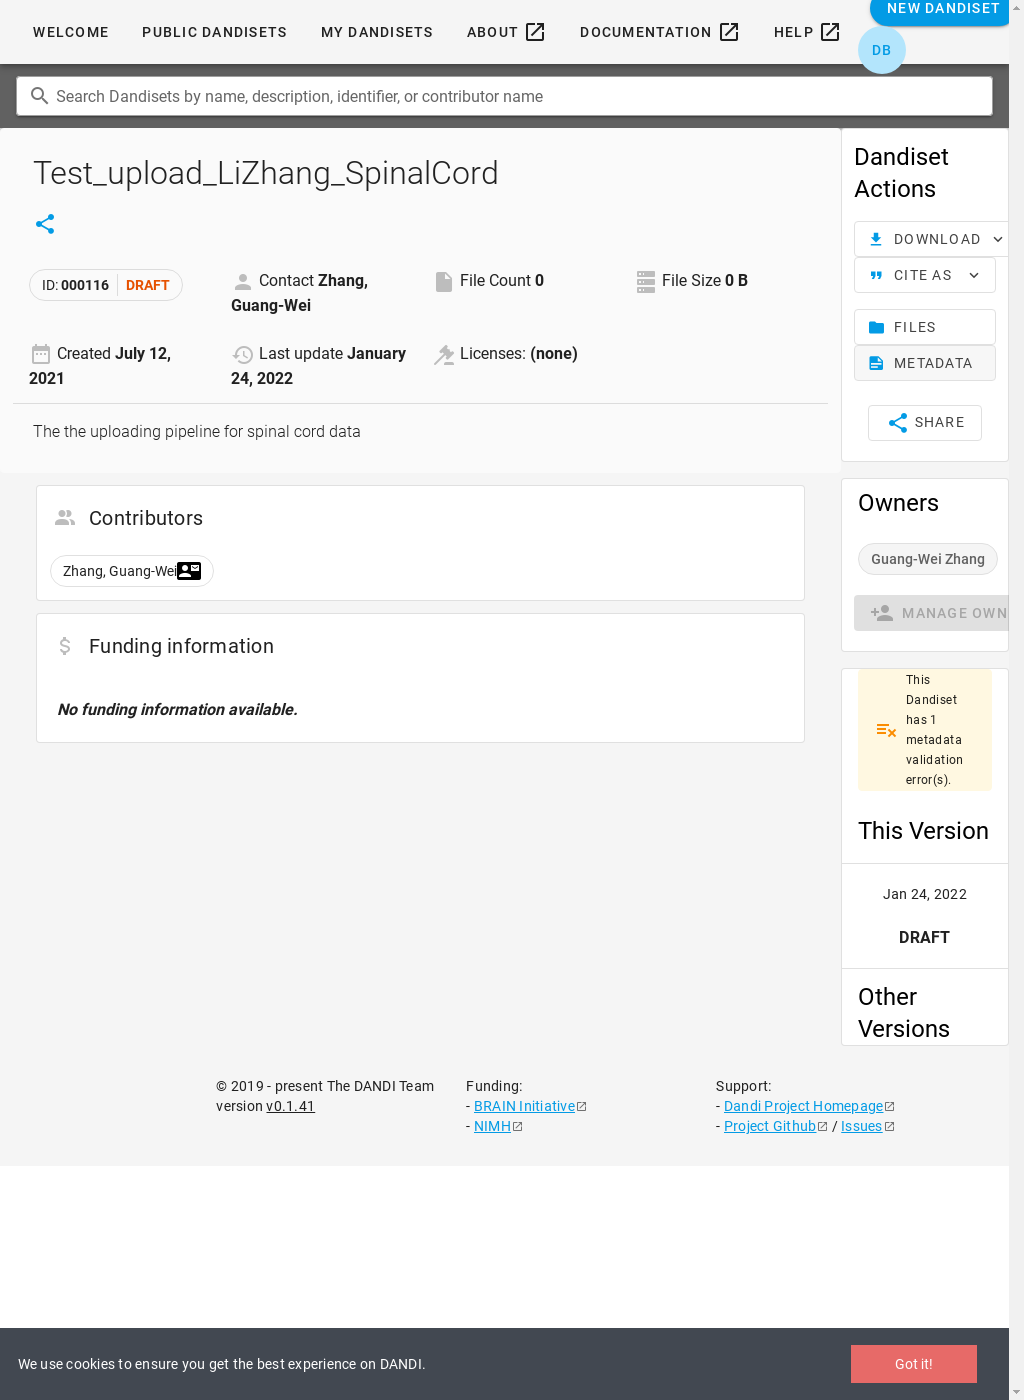 WELCOME
PUBLIC DANDISETS
MY DANDISETS
ABOUT
DOCUMENTATION
HELP
NEW DANDISET
DB
Search Dandisets by name, description, identifier, or contributor name
Test_upload_LiZhang_SpinalCord
ID: 000116 DRAFT
Contact Zhang,
Guang-Wei
File Count 0
File Size 0 B
Created July 12,
2021
Last update January
24, 2022
Licenses: (none)
The the uploading pipeline for spinal cord data
Contributors
Zhang, Guang-Wei
Funding information
No funding information available.
Dandiset
Actions
DOWNLOAD
CITE AS
FILES
METADATA
SHARE
Owners
Guang-Wei Zhang
MANAGE OWN
This
Dandiset
has 1
metadata
validation
error(s).
This Version
Jan 24, 2022
DRAFT
Other
Versions
© 2019 - present The DANDI Team
version v0.1.41
Funding:
- BRAIN Initiative
- NIMH
Support:
- Dandi Project Homepage
- Project Github / Issues
We use cookies to ensure you get the best experience on DANDI.
Got it!